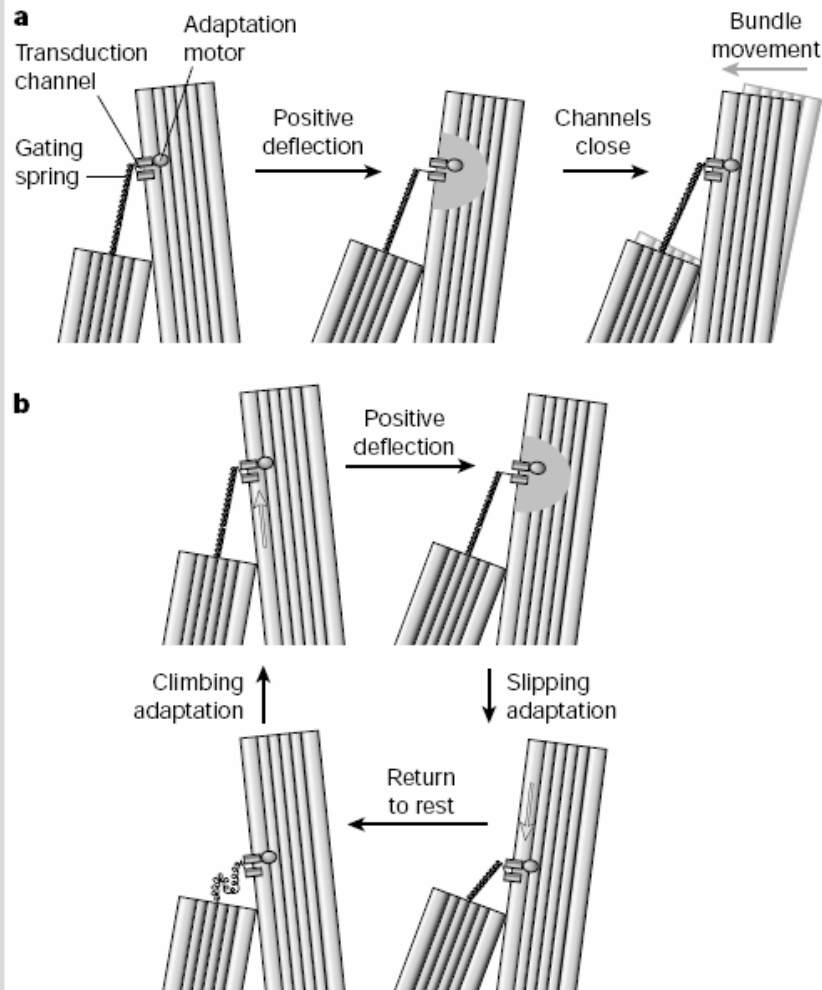 a
Adaptation
motor
Transduction
channel
Gating
spring
Positive
deflection
Channels
close
Bundle
movement
b
Positive
deflection
Climbing
adaptation
Slipping
adaptation
Return
to rest